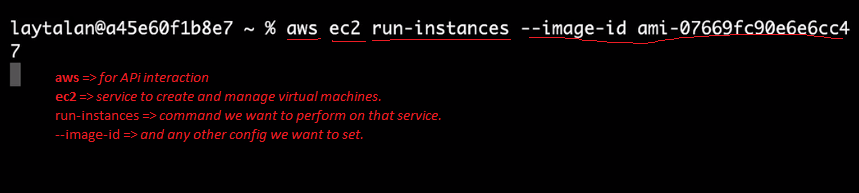 laytalan@a45e60f1b8e7 ~ % aws ec2 run-instances --image-id ami-07669fc90e6e6cc4
7
aws => for APi interaction
ec2 => service to create and manage virtual machines.
run-instances => command we want to perform on that service.
--image-id => and any other config we want to set.